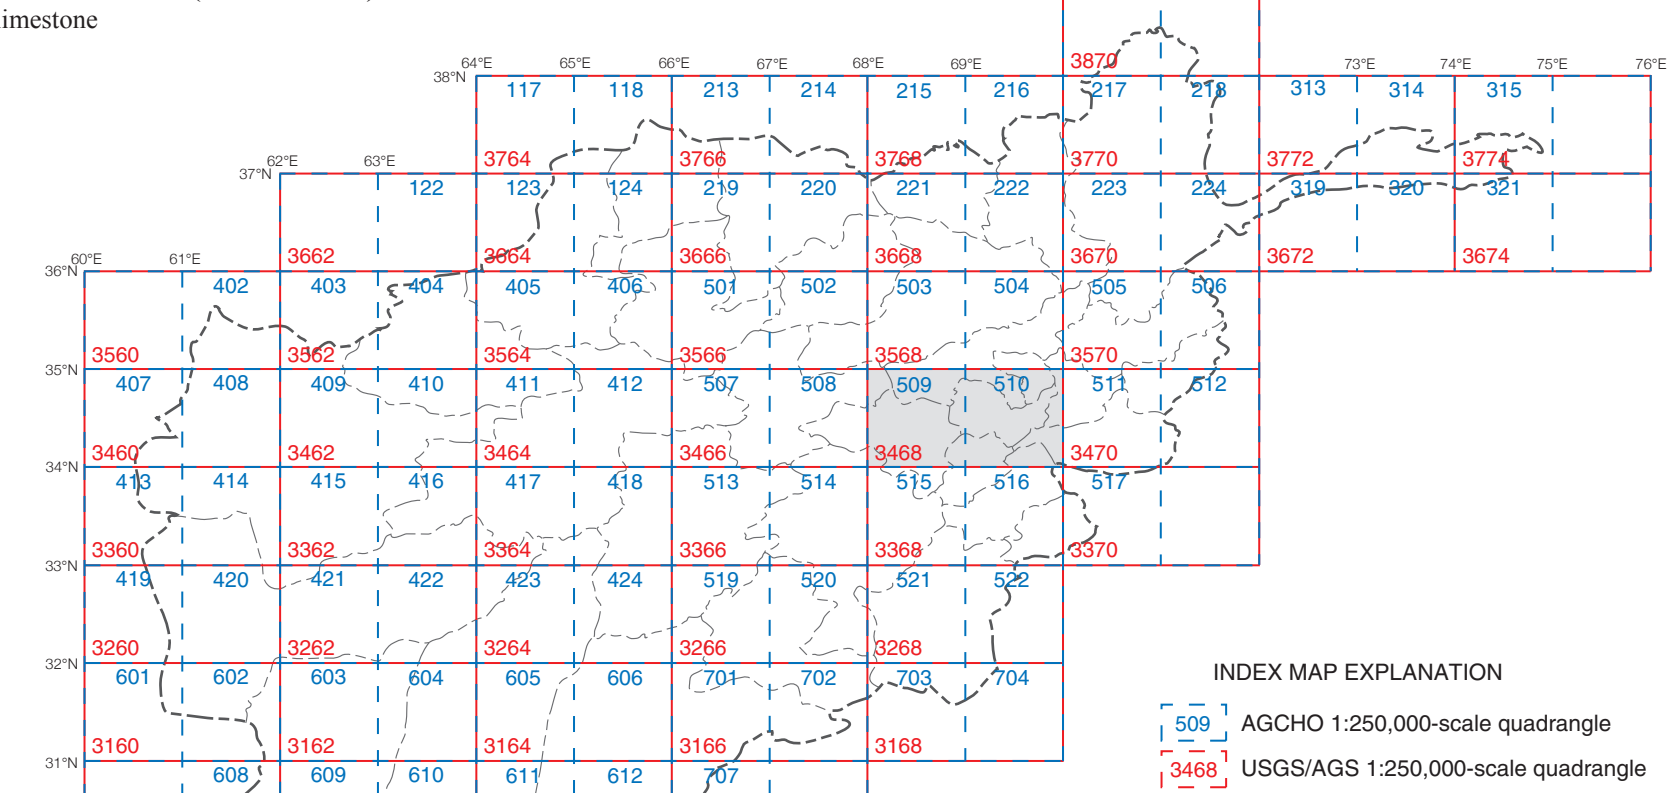 limestone
3870
64°E 65°E 66°E 67°E 68°E 69°E 73°E 74°E 75°E 76°E
38°N
117 118 213 214 215 216 217 218 313 314 315
62°E 63°E 3764 3766 3768 3770 3772 3774
37°N
122 123 124 219 220 221 222 223 224 319 320 321
60°E 61°E 3662 3664 3666 3668 3670 3672 3674
36°N
402 403 404 405 406 501 502 503 504 505 506
3560 3562 3564 3566 3568 3570
35°N
407 408 409 410 411 412 507 508 509 510 511 512
3460 3462 3464 3466 3468 3470
34°N
413 414 415 416 417 418 513 514 515 516 517
3360 3362 3364 3366 3368 3370
33°N
419 420 421 422 423 424 519 520 521 522
3260 3262 3264 3266 3268
32°N
601 602 603 604 605 606 701 702 703 704
3160 3162 3164 3166 3168
31°N
608 609 610 611 612 707
INDEX MAP EXPLANATION
509 AGCHO 1:250,000-scale quadrangle
3468 USGS/AGS 1:250,000-scale quadrangle